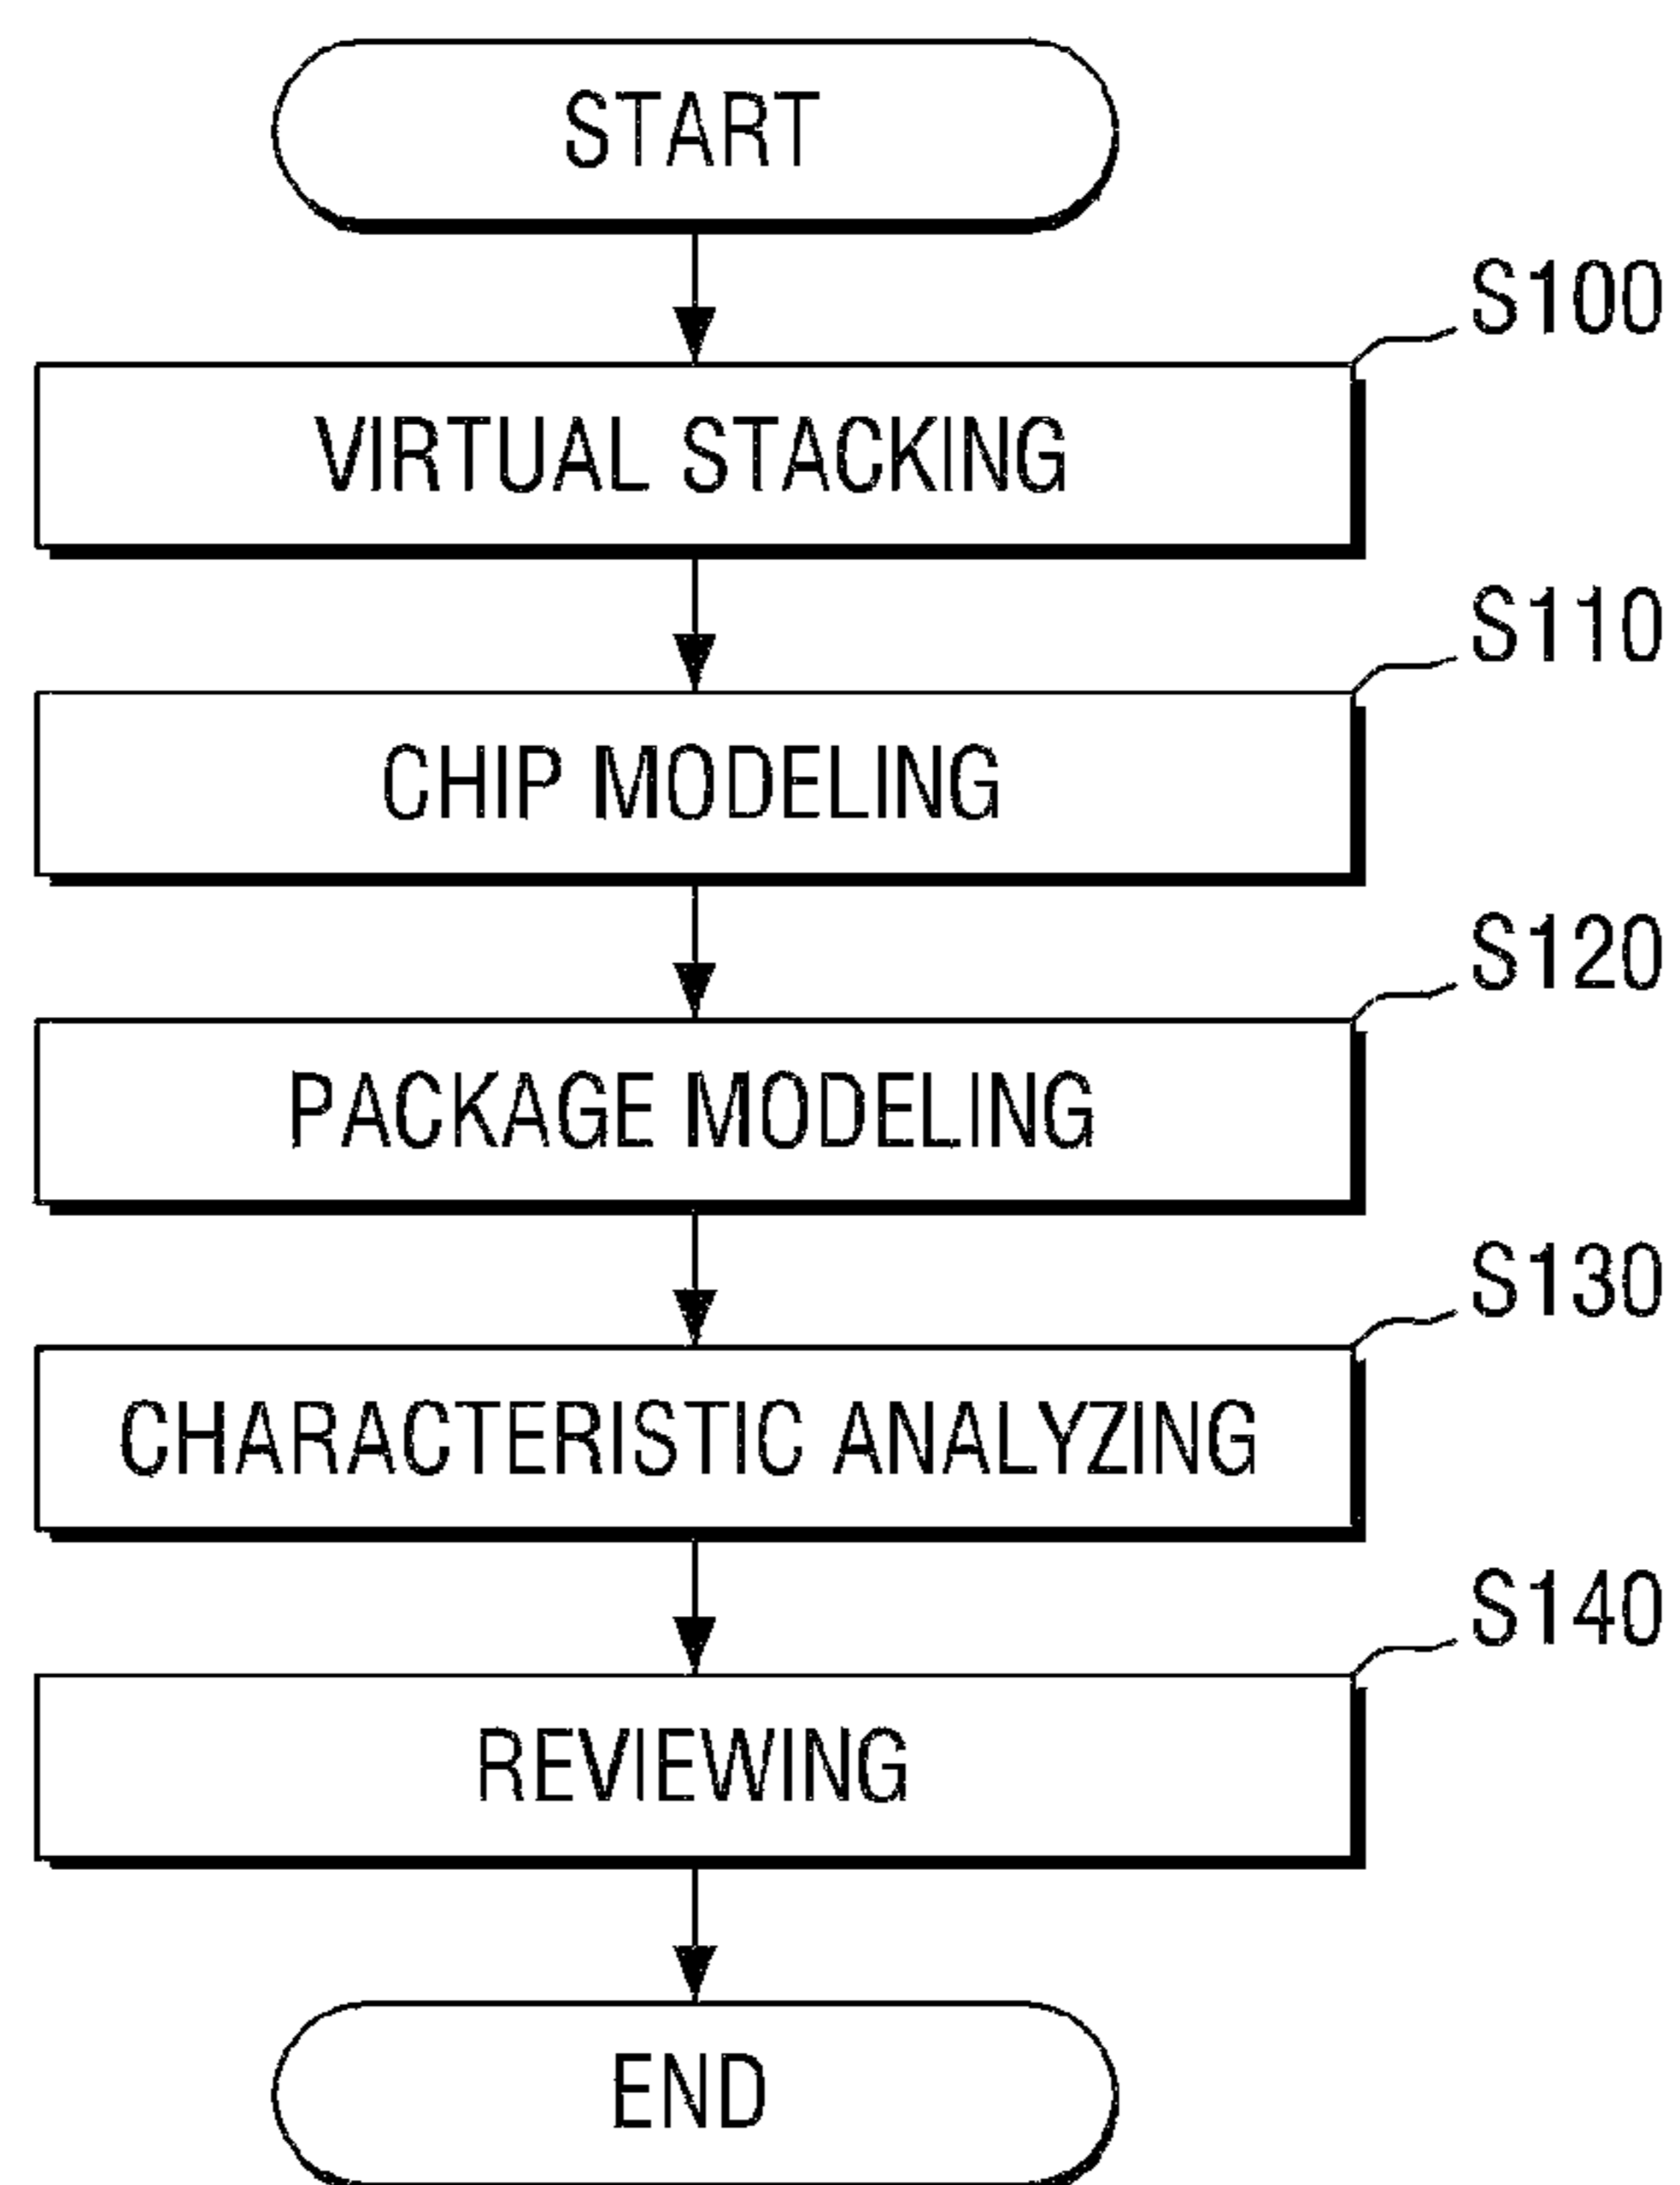 START
S100
VIRTUAL STACKING
S110
CHIP MODELING
S120
PACKAGE MODELING
S130
CHARACTERISTIC ANALYZING
S140
REVIEWING
END